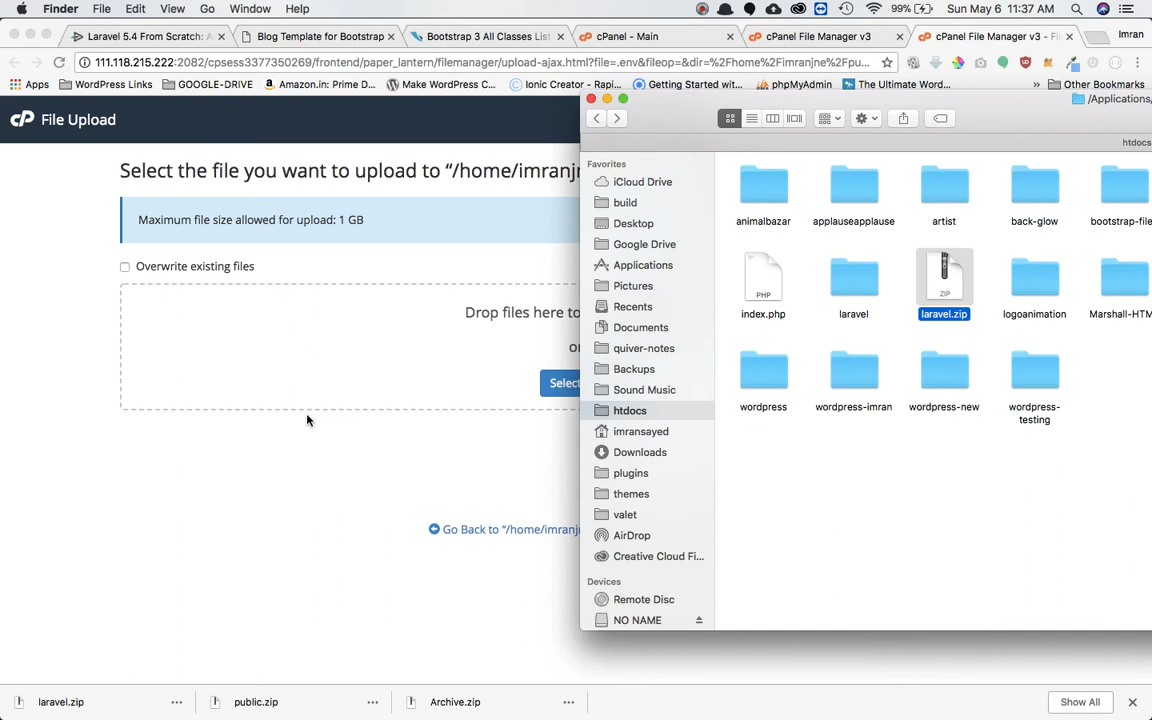 Finder File Edit View Go Window Help 99% Sun May 6 11:37 AM
Laravel 5.4 From Scratch: A
Blog Template for Bootstrap
Bootstrap 3 All Classes List
cPanel - Main
cPanel File Manager v3
cPanel File Manager v3 - F
Imran
111.118.215.222:2082/cpsess3377350269/frontend/paper_lantern/filemanager/upload-ajax.html?file=.env&fileop=&dir=%2Fhome%2Fimranjne%2Fpu...
Apps WordPress Links GOOGLE-DRIVE Amazon.in: Prime D... Make WordPress C... Ionic Creator - Rapi... Getting Started wit... phpMyAdmin The Ultimate Word... » Other Bookmarks
cP File Upload
Select the file you want to upload to “/home/imranj
Maximum file size allowed for upload: 1 GB
Overwrite existing files
Drop files here to
Select
Go Back to “/home/imranj
/Applications/
htdocs
Favorites
iCloud Drive
build
Desktop
Google Drive
Applications
Pictures
Recents
Documents
quiver-notes
Backups
Sound Music
htdocs
imransayed
Downloads
plugins
themes
valet
AirDrop
Creative Cloud Fi...
Devices
Remote Disc
NO NAME
animalbazar
applauseapplause
artist
back-glow
bootstrap-file
PHP
index.php
laravel
ZIP
laravel.zip
logoanimation
Marshall-HTM
wordpress
wordpress-imran
wordpress-new
wordpress-
testing
laravel.zip
public.zip
Archive.zip
Show All